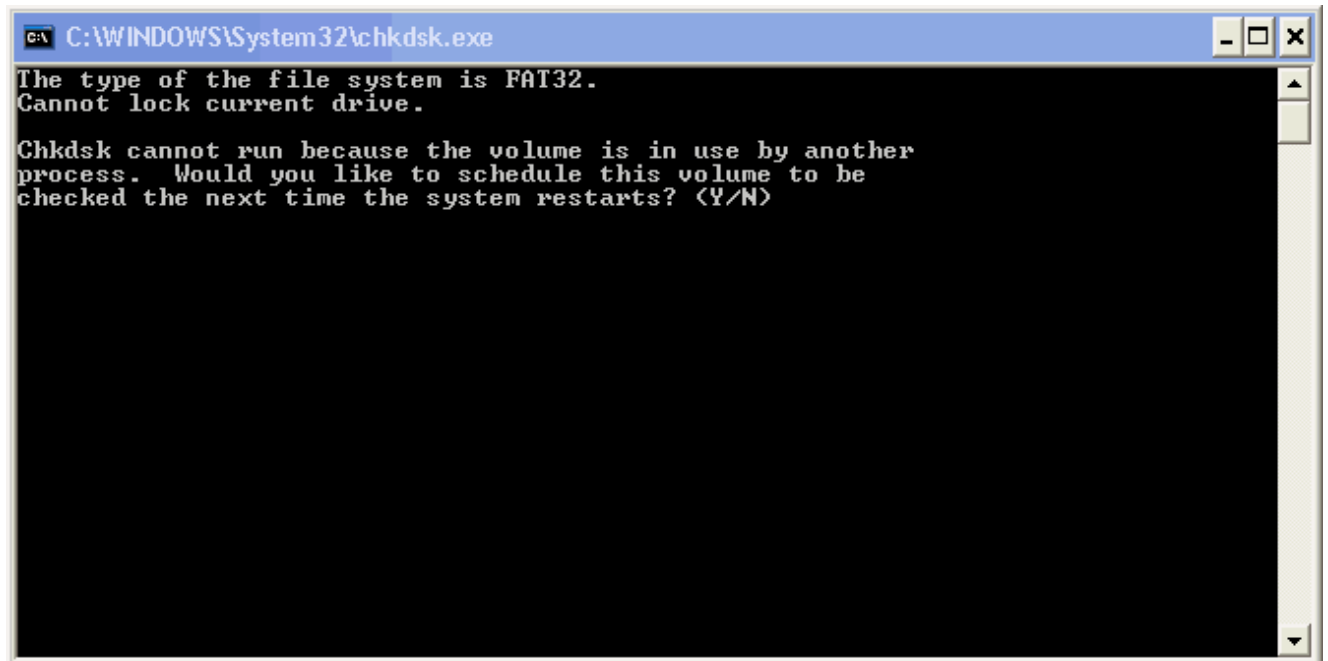 C:\WINDOWS\System32\chkdsk.exe
The type of the file system is FAT32.
Cannot lock current drive.
Chkdsk cannot run because the volume is in use by another
process.  Would you like to schedule this volume to be
checked the next time the system restarts? (Y/N)